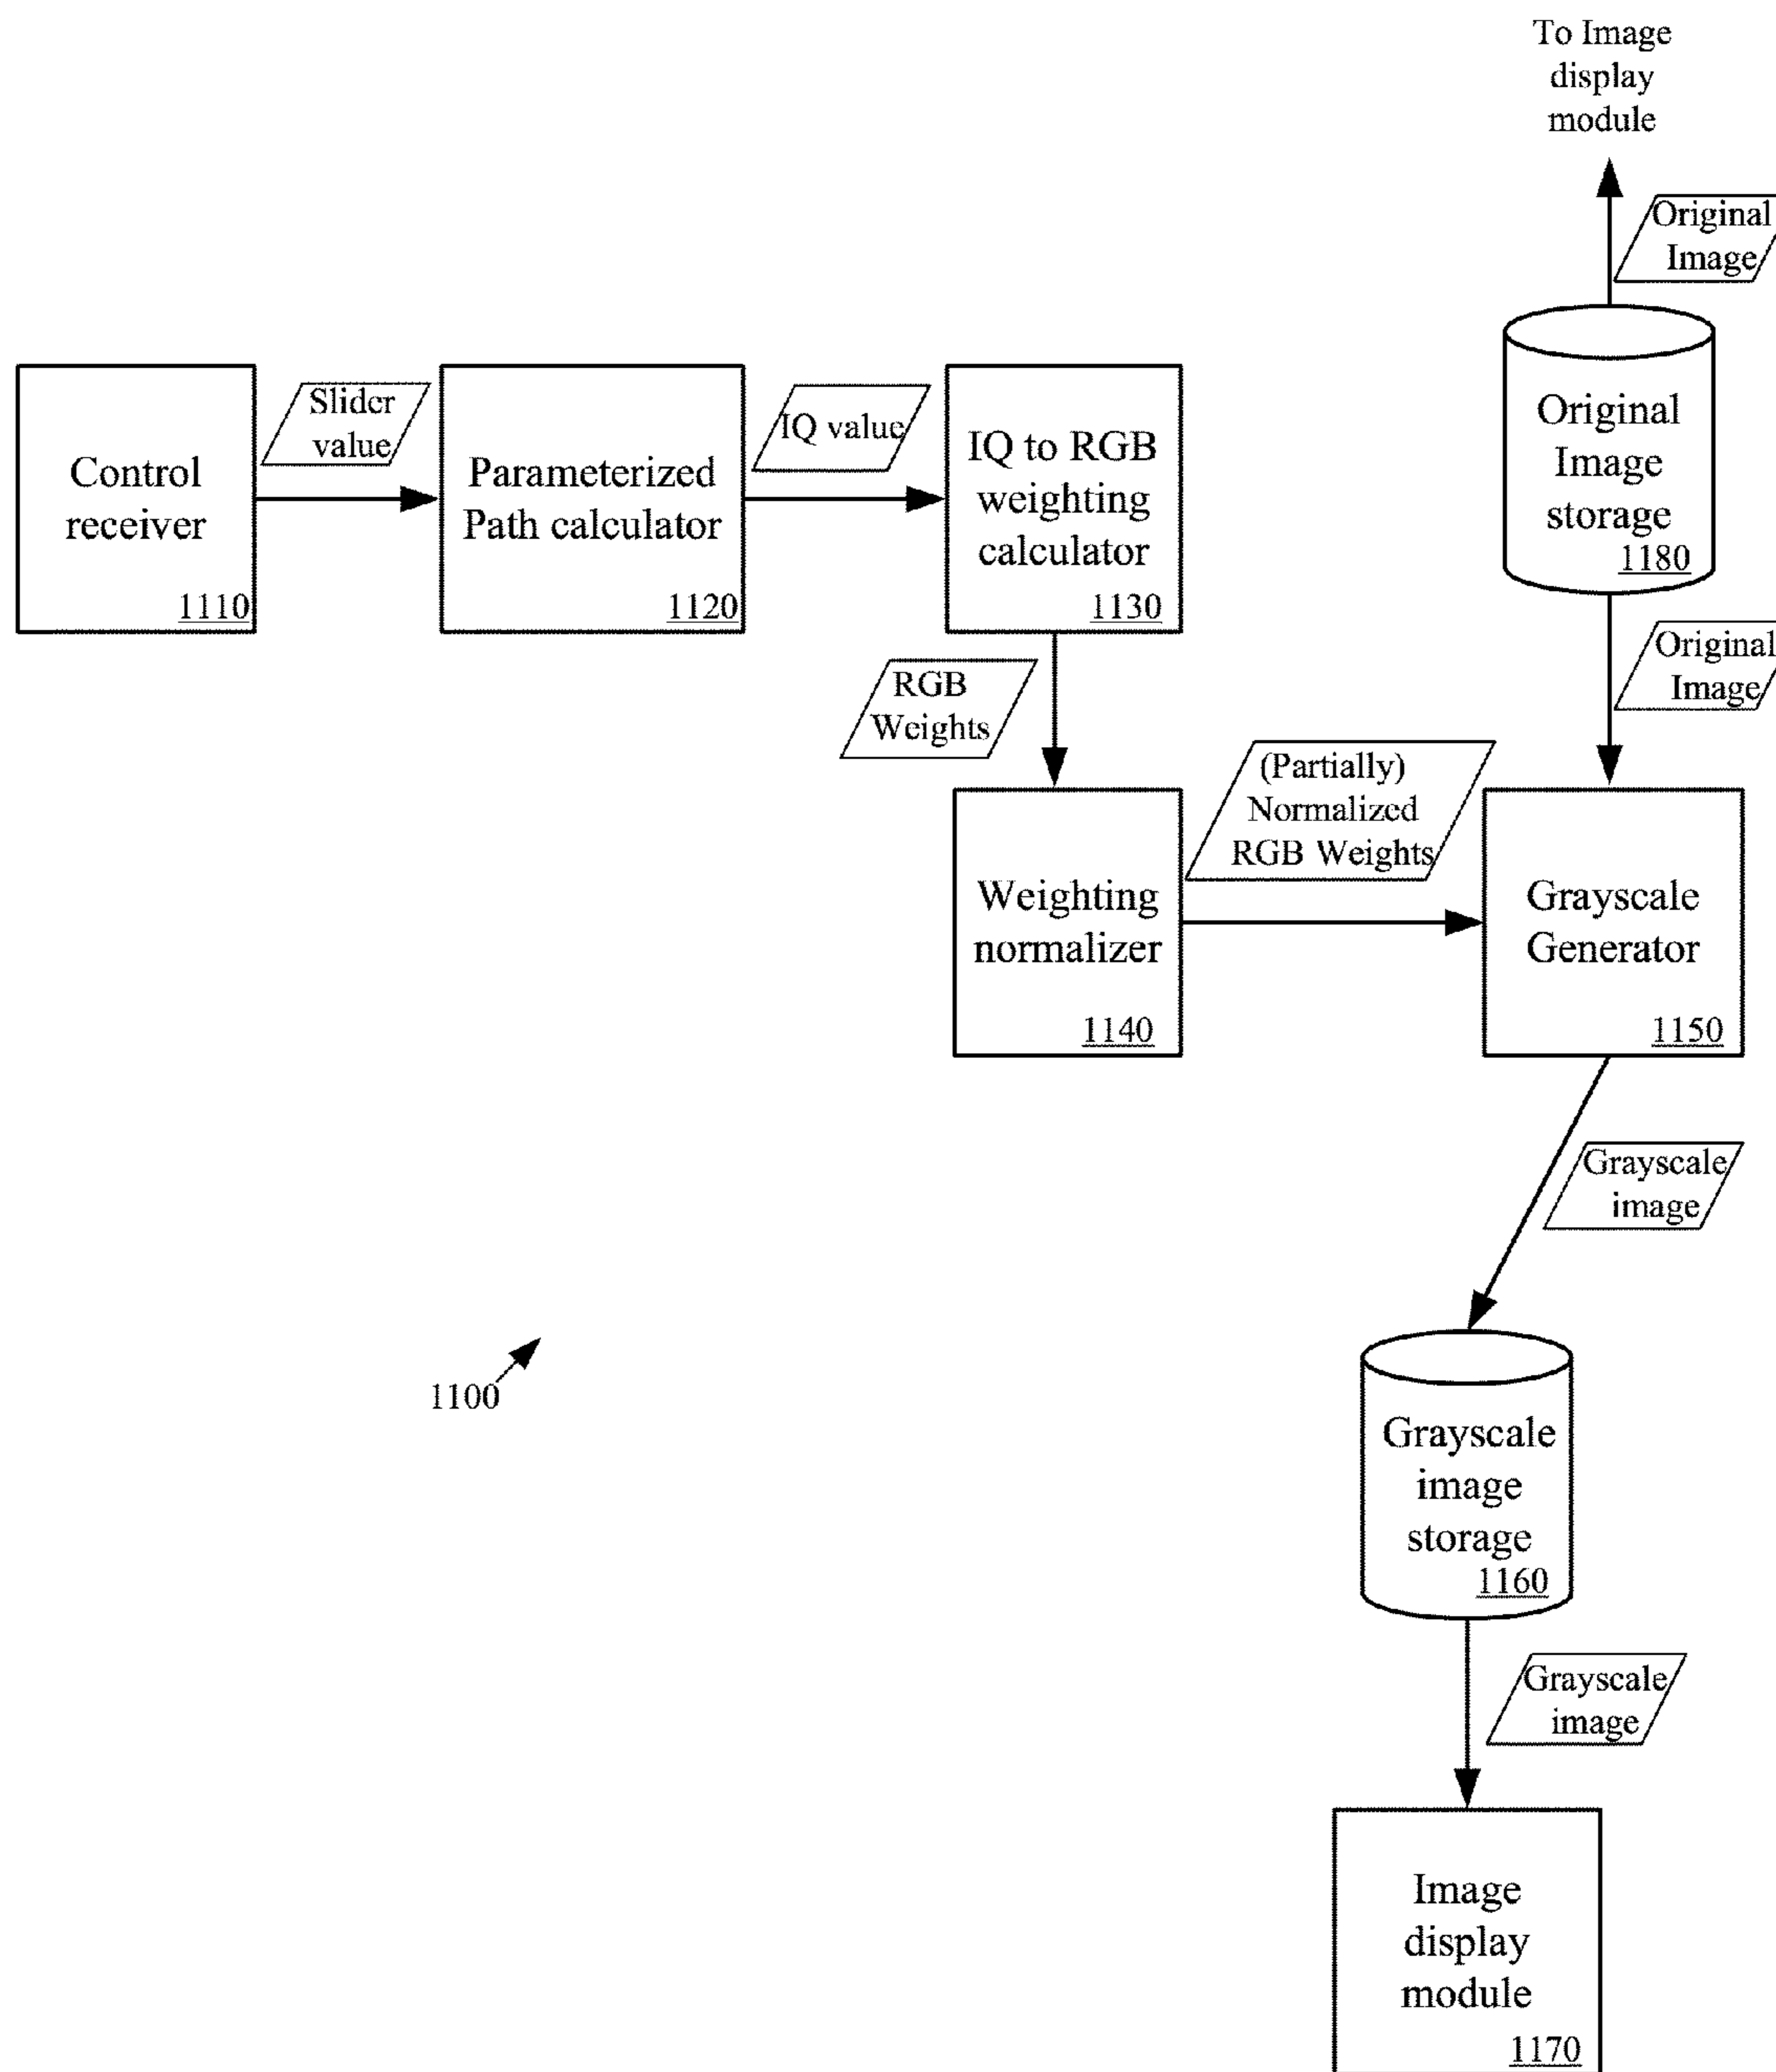 To Image
display
module
Original
Image
Original
Image
storage
1180
Original
Image
Control
receiver
1110
Slider
value
Parameterized
Path calculator
1120
IQ value
IQ to RGB
weighting
calculator
1130
RGB
Weights
Weighting
normalizer
1140
(Partially)
Normalized
RGB Weights
Grayscale
Generator
1150
Grayscale
image
1100
Grayscale
image
storage
1160
Grayscale
image
Image
display
module
1170